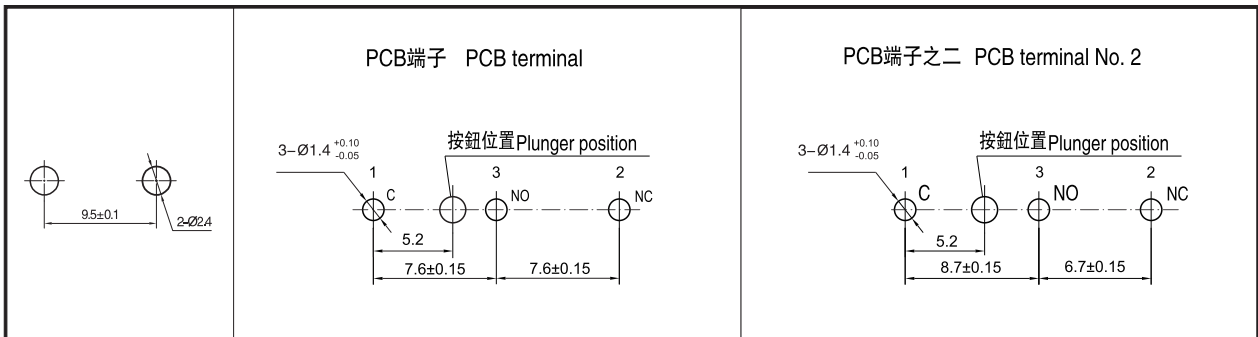 9.5±0.1
2-Ø2.4
PCB端子 PCB terminal
3-Ø1.4 +0.10 -0.05
按鈕位置Plunger position
1
3
2
C
NO
NC
5.2
7.6±0.15
7.6±0.15
PCB端子之二 PCB terminal No. 2
3-Ø1.4 +0.10 -0.05
按鈕位置Plunger position
1
3
2
C
NO
NC
5.2
8.7±0.15
6.7±0.15